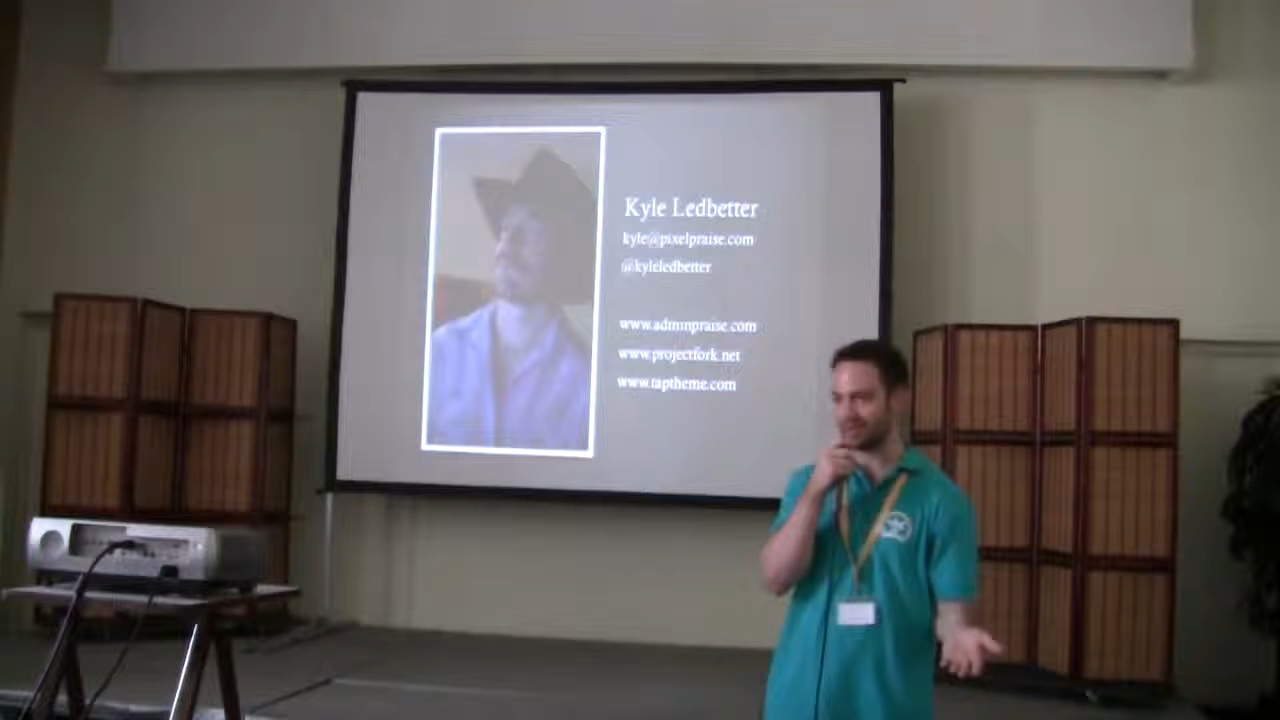 Kyle Ledbetter
kyle@pixelpraise.com
@kyleledbetter
www.adminpraise.com
www.projectfork.net
www.taptheme.com